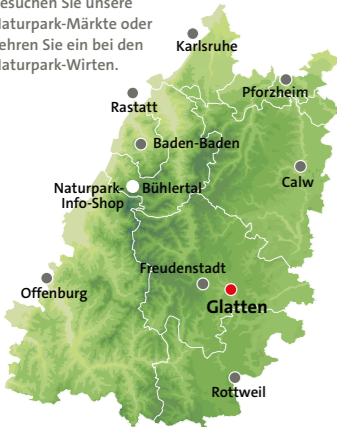 esuchen Sie unsere
Naturpark-Märkte oder
ehren Sie ein bei den
Naturpark-Wirten.
Karlsruhe
Pforzheim
Rastatt
Baden-Baden
Calw
Naturpark-
Info-Shop
Bühlertal
Freudenstadt
Offenburg
Glatten
Rottweil